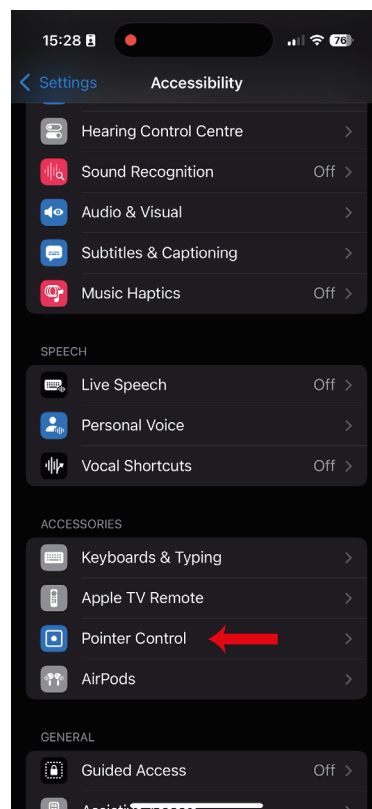 15:28 76
Settings Accessibility
Hearing Control Centre
Sound Recognition Off
Audio & Visual
Subtitles & Captioning
Music Haptics Off
SPEECH
Live Speech Off
Personal Voice
Vocal Shortcuts Off
ACCESSORIES
Keyboards & Typing
Apple TV Remote
Pointer Control
AirPods
GENERAL
Guided Access Off